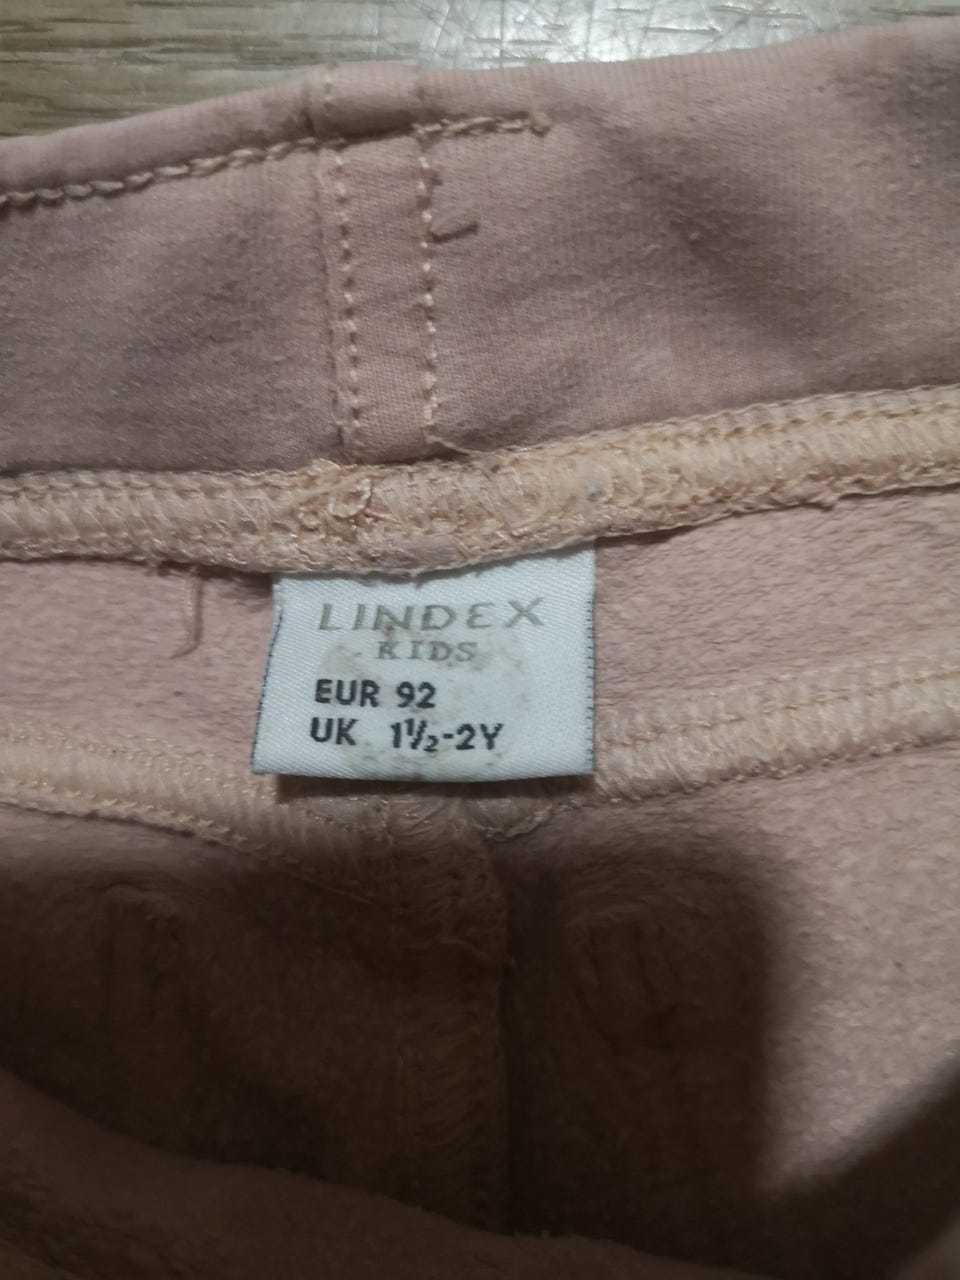 LINDEX
KIDS
EUR 92
UK 1½-2Y